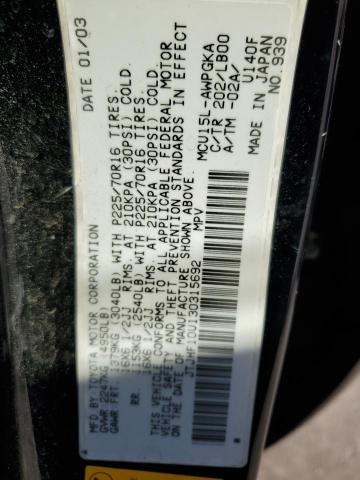 MFD. BY TOYOTA MOTOR CORPORATION DATE 01/03
GVWR 2247KG (4950LB)
GAWR FRT. 1379KG (3040LB) WITH P225/70R16 TIRES.
16X6 1/2JJ RIMS. AT 210KPA (30PSI) COLD.
RR. 1153KG (2540LB) WITH P225/70R16 TIRES.
16X6 1/2JJ RIMS. AT 210KPA (30PSI) COLD.
THIS VEHICLE CONFORMS TO ALL APPLICABLE FEDERAL MOTOR
VEHICLE SAFETY AND THEFT PREVENTION STANDARDS IN EFFECT
ON THE DATE OF MANUFACTURE SHOWN ABOVE.
JTJHF10U130315692 MPV
MCU15L-AWPGKA
C/TR 202/LB00
A/TM -02A/ U140F
MADE IN JAPAN
NO.939